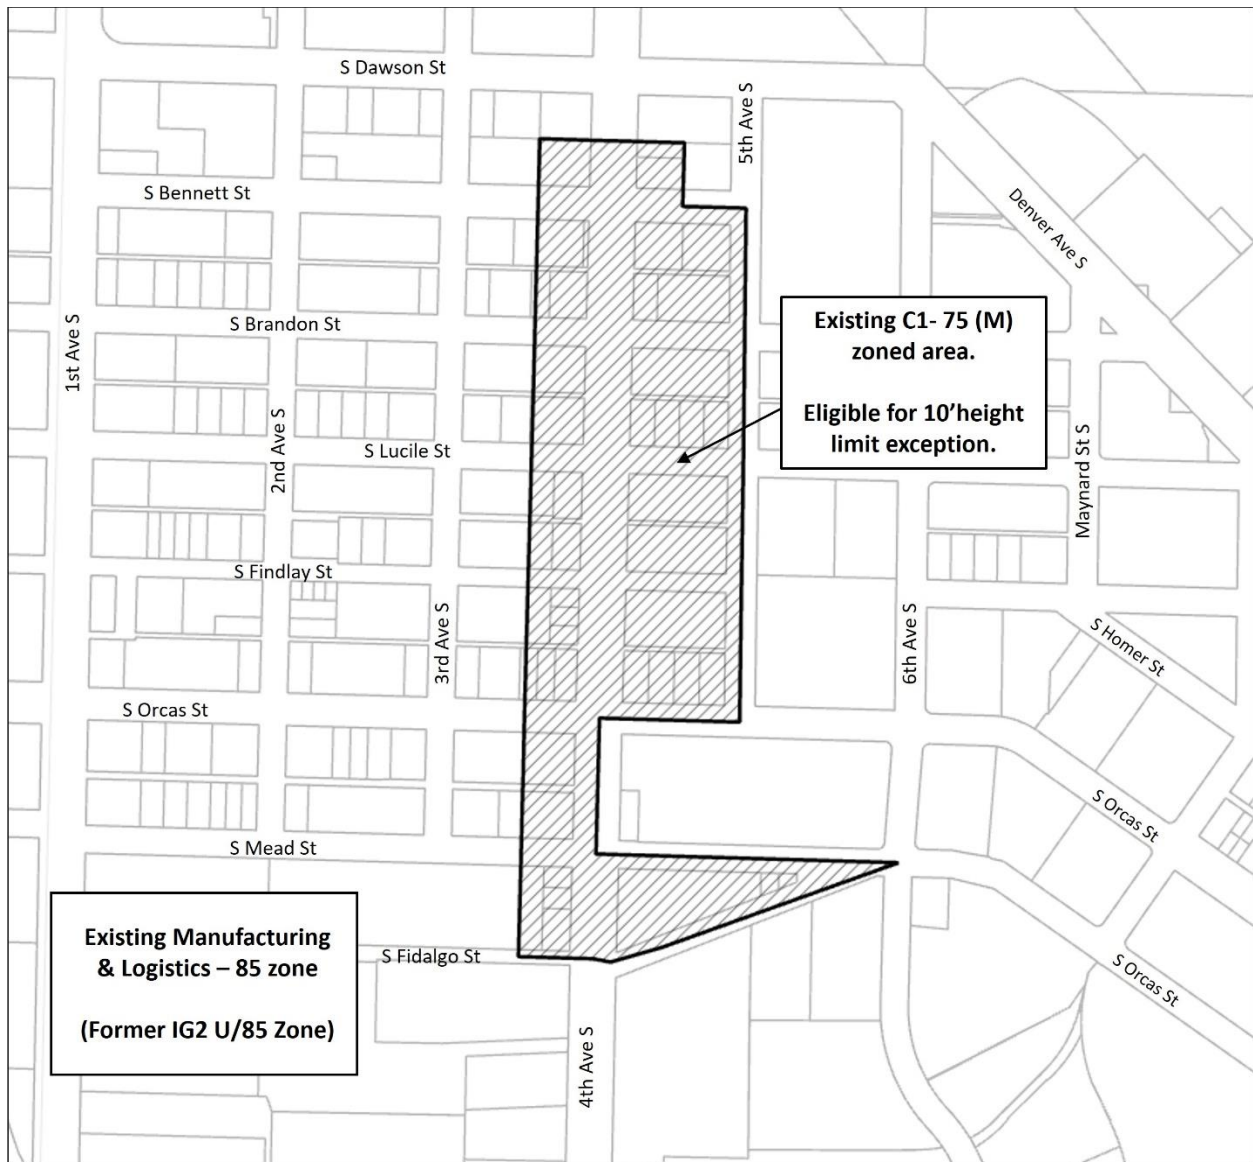 S Dawson St
5th Ave S
S Bennett St
Denver Ave S
S Brandon St
1st Ave S
Existing C1- 75 (M)
zoned area.
Eligible for 10’height
limit exception.
2nd Ave S
S Lucile St
Maynard St S
S Findlay St
3rd Ave S
6th Ave S
S Homer St
S Orcas St
S Orcas St
S Mead St
Existing Manufacturing
& Logistics – 85 zone
(Former IG2 U/85 Zone)
S Fidalgo St
S Orcas St
4th Ave S